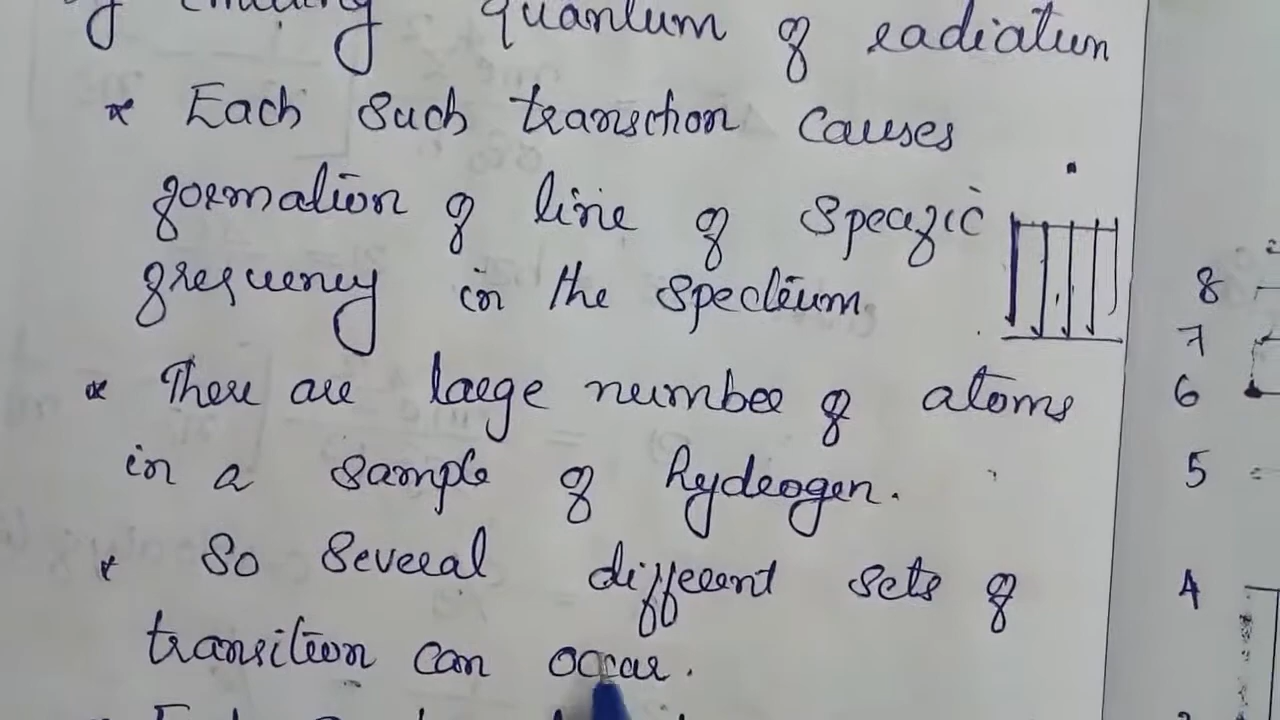 quantum of radiation
* Each such transition causes
formation of line of specific
frequency in the spectrum.
* There are large number of atoms
in a sample of hydrogen.
* So several different sets of
transition can occur.
8
7
6
5
4